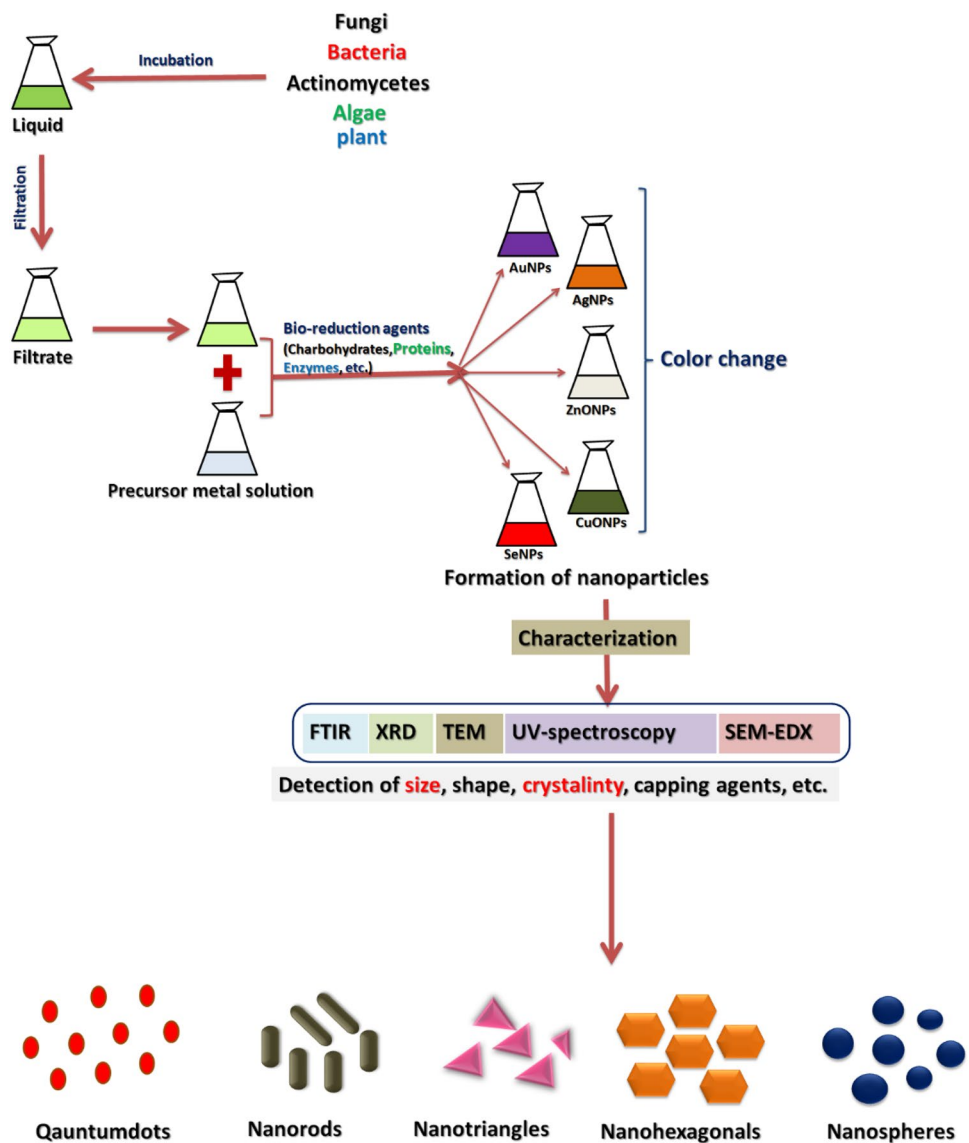 Fungi
Bacteria
Actinomycetes
Algae
plant
Incubation
Liquid
Filtration
Filtrate
Bio-reduction agents
(Charbohydrates,Proteins,
Enzymes, etc.)
Precursor metal solution
AuNPs
AgNPs
ZnONPs
CuONPs
SeNPs
Color change
Formation of nanoparticles
Characterization
FTIR XRD TEM UV-spectroscopy SEM-EDX
Detection of size, shape, crystalinty, capping agents, etc.
Qauntumdots Nanorods Nanotriangles Nanohexagonals Nanospheres